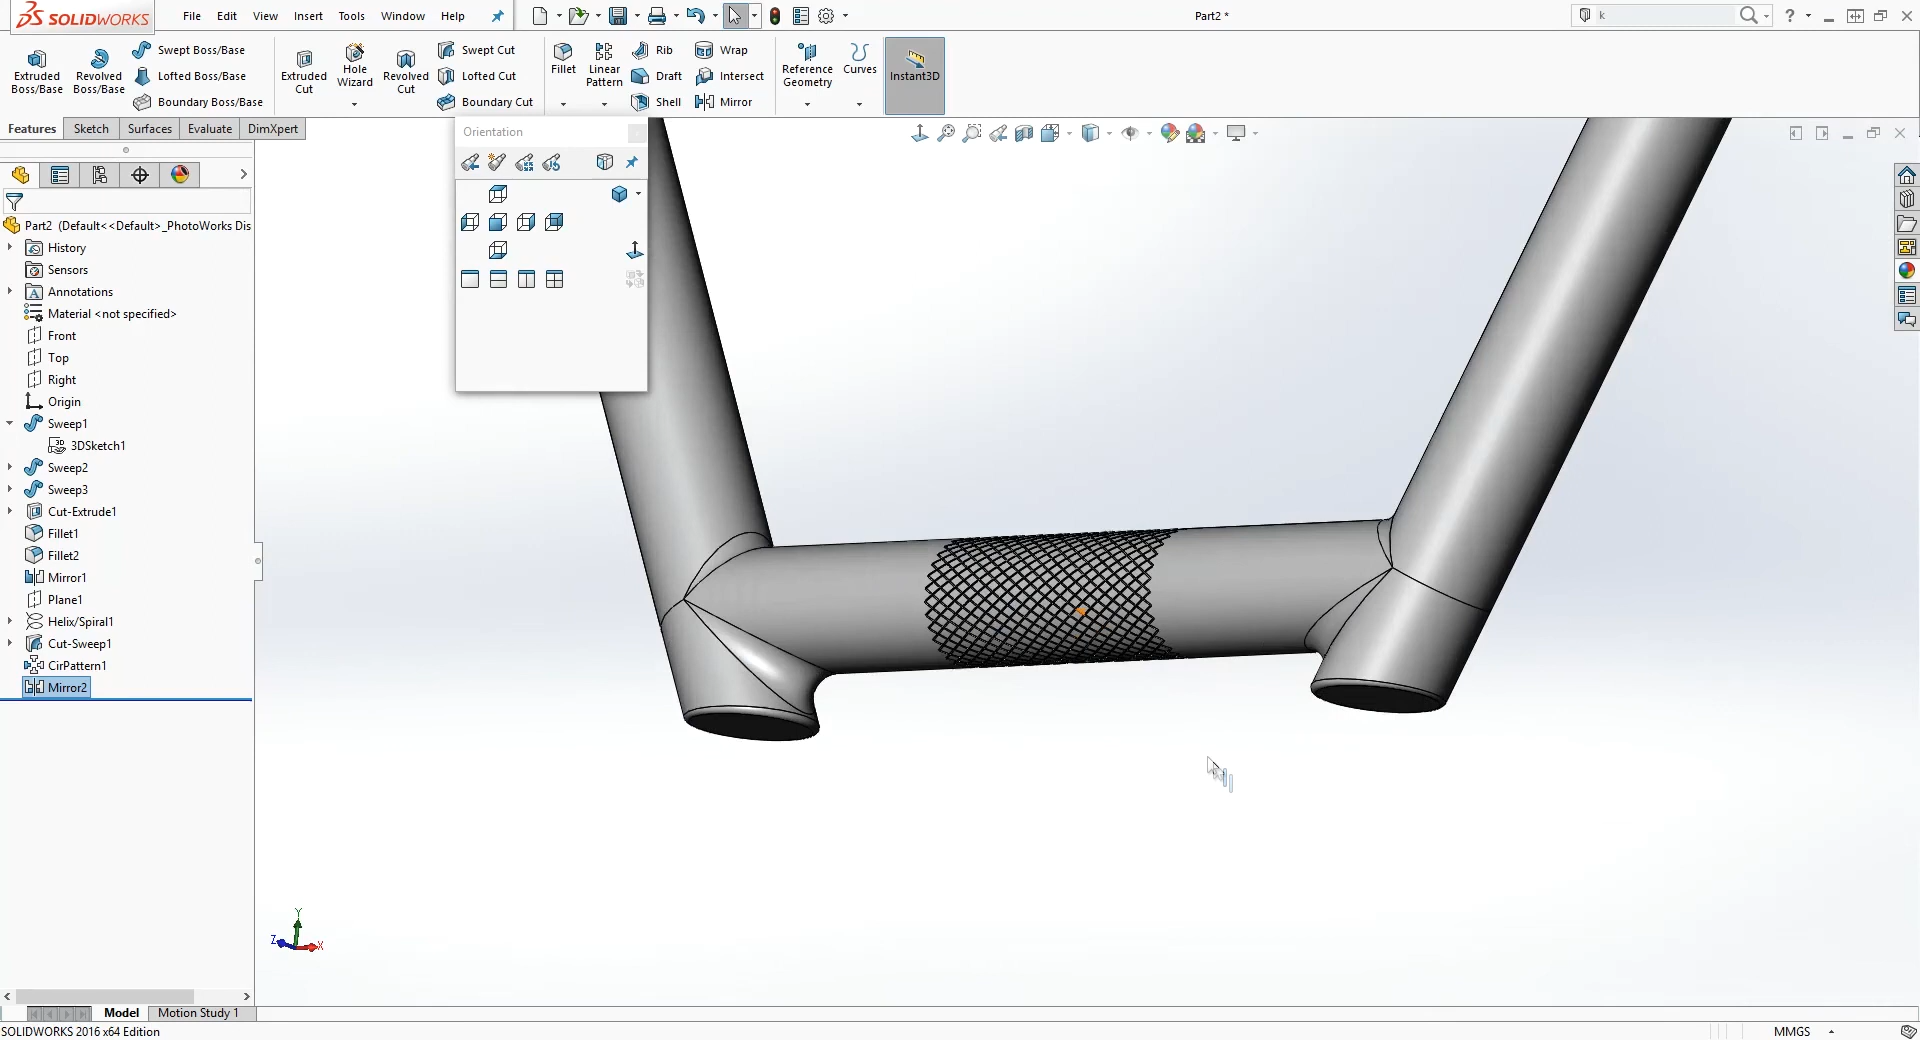 SOLIDWORKS
File Edit View Insert Tools Window Help
Part2 *
k
?
Extruded Boss/Base
Revolved Boss/Base
Swept Boss/Base
Lofted Boss/Base
Boundary Boss/Base
Extruded Cut
Hole Wizard
Revolved Cut
Swept Cut
Lofted Cut
Boundary Cut
Fillet
Linear Pattern
Rib
Draft
Shell
Wrap
Intersect
Mirror
Reference Geometry
Curves
Instant3D
Features Sketch Surfaces Evaluate DimXpert
Orientation
Part2 (Default<<Default>_PhotoWorks Dis
History
Sensors
Annotations
Material <not specified>
Front
Top
Right
Origin
Sweep1
3DSketch1
Sweep2
Sweep3
Cut-Extrude1
Fillet1
Fillet2
Mirror1
Plane1
Helix/Spiral1
Cut-Sweep1
CirPattern1
Mirror2
Y
Z
X
Model Motion Study 1
SOLIDWORKS 2016 x64 Edition
MMGS